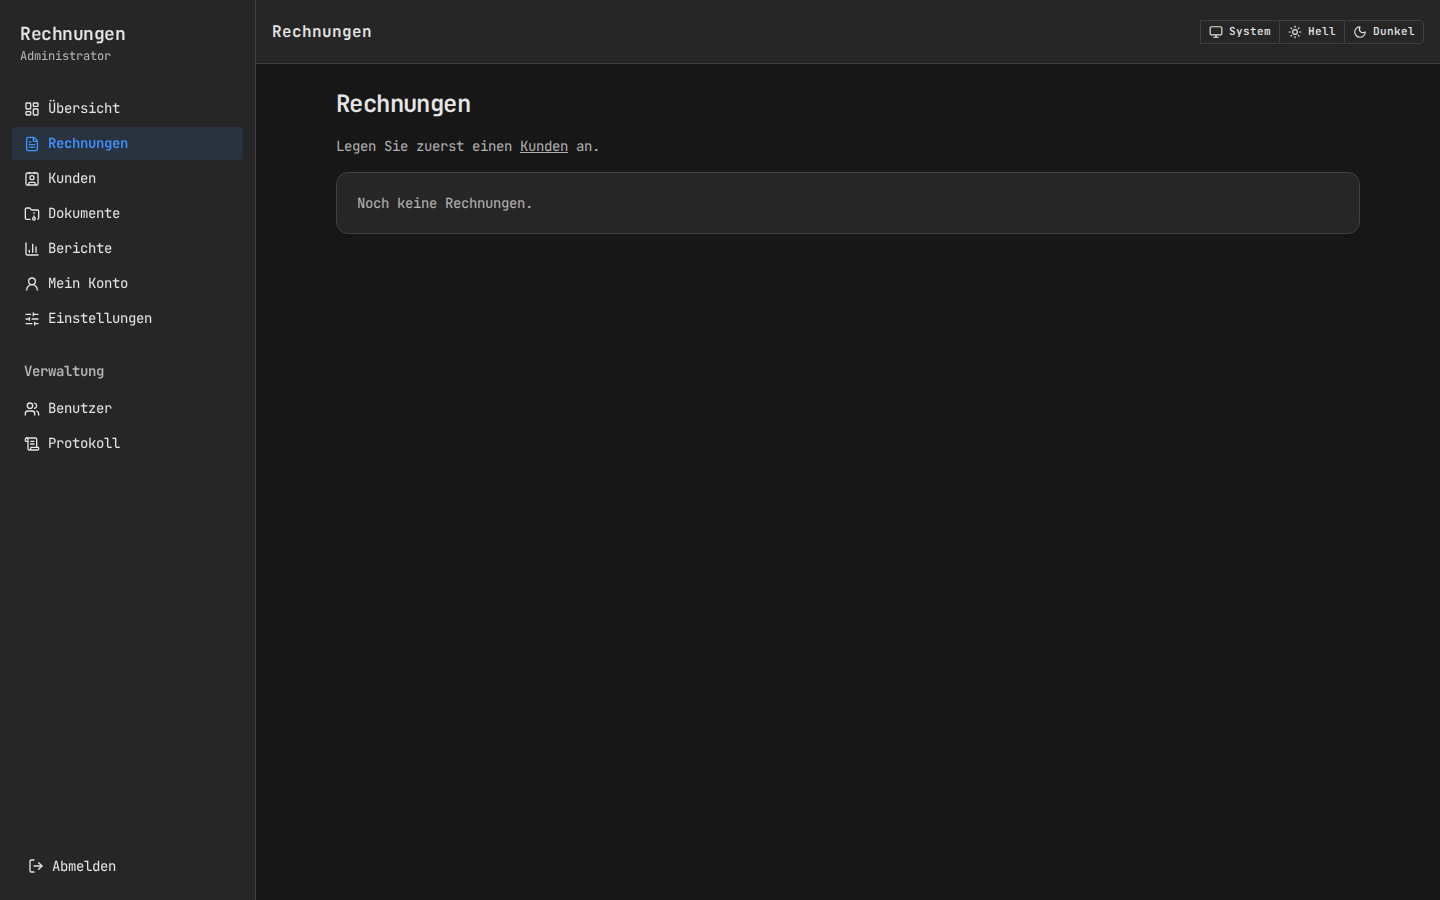 Rechnungen
Administrator
Übersicht
Rechnungen
Kunden
Dokumente
Berichte
Mein Konto
Einstellungen
Verwaltung
Benutzer
Protokoll
Abmelden
Rechnungen
System Hell Dunkel
Rechnungen
Legen Sie zuerst einen Kunden an.
Noch keine Rechnungen.